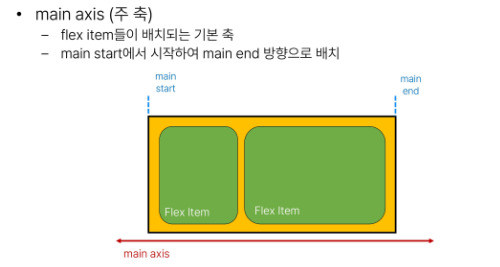 • main axis (주 축)
– flex item들이 배치되는 기본 축
– main start에서 시작하여 main end 방향으로 배치
main
start
main
end
Flex Item
Flex Item
main axis